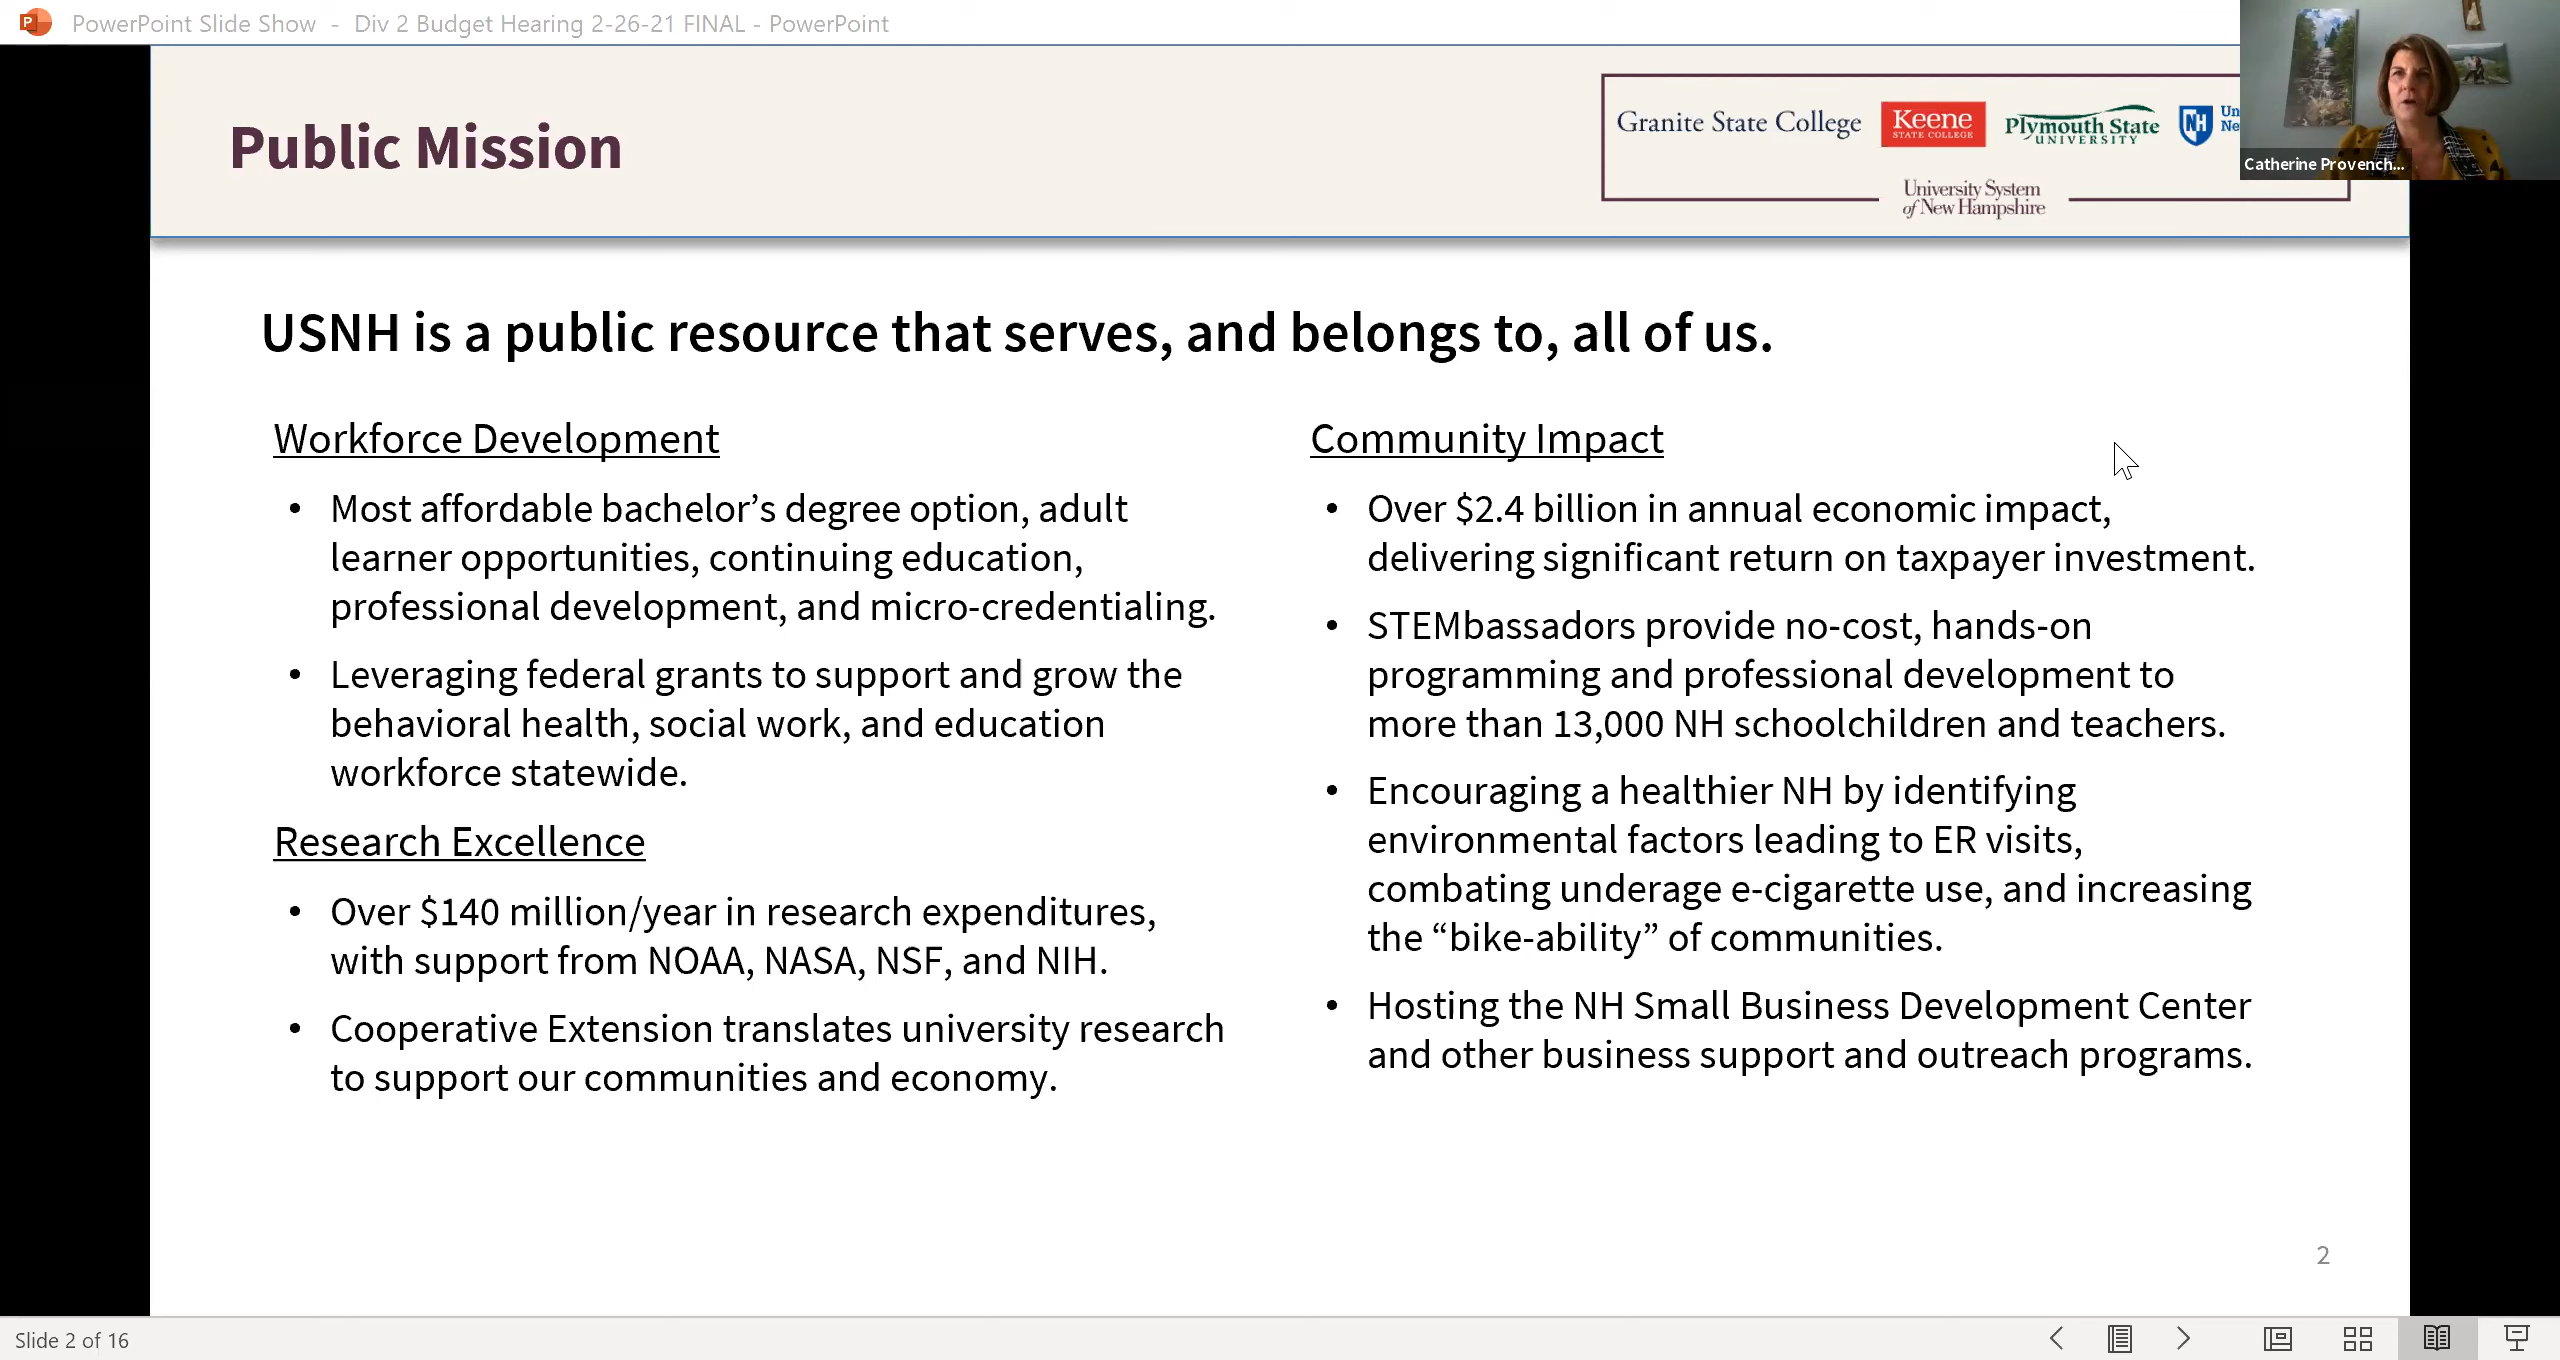 PowerPoint Slide Show - Div 2 Budget Hearing 2-26-21 FINAL - PowerPoint
Public Mission
Granite State College
Keene
STATE COLLEGE
Plymouth State
UNIVERSITY
NH
Un
Ne
University System
of New Hampshire
Catherine Provench...
USNH is a public resource that serves, and belongs to, all of us.
Workforce Development
• Most affordable bachelor’s degree option, adult
learner opportunities, continuing education,
professional development, and micro-credentialing.
• Leveraging federal grants to support and grow the
behavioral health, social work, and education
workforce statewide.
Research Excellence
• Over $140 million/year in research expenditures,
with support from NOAA, NASA, NSF, and NIH.
• Cooperative Extension translates university research
to support our communities and economy.
Community Impact
• Over $2.4 billion in annual economic impact,
delivering significant return on taxpayer investment.
• STEMbassadors provide no-cost, hands-on
programming and professional development to
more than 13,000 NH schoolchildren and teachers.
• Encouraging a healthier NH by identifying
environmental factors leading to ER visits,
combating underage e-cigarette use, and increasing
the “bike-ability” of communities.
• Hosting the NH Small Business Development Center
and other business support and outreach programs.
2
Slide 2 of 16